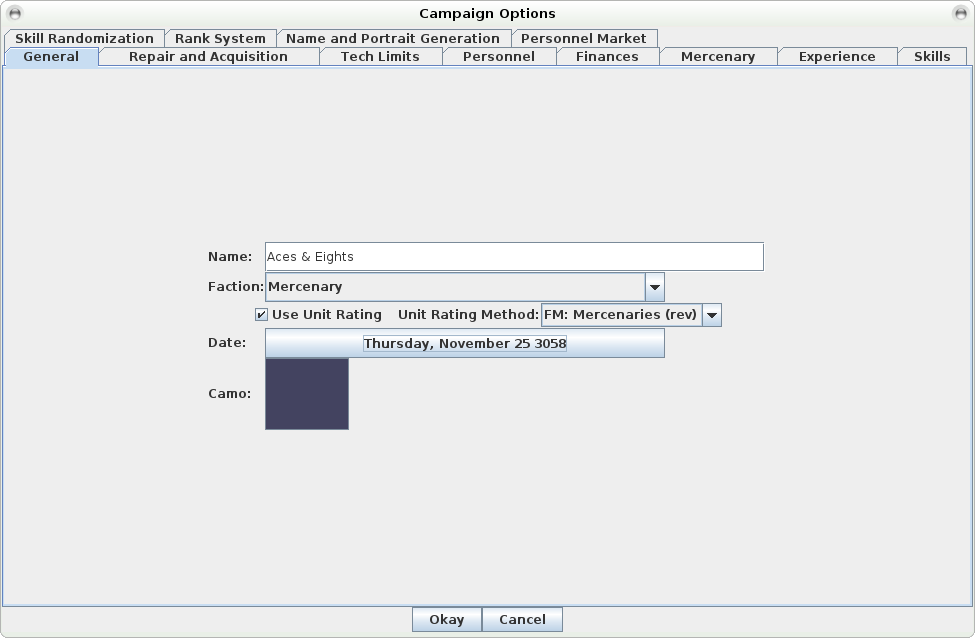 Campaign Options
Skill Randomization Rank System Name and Portrait Generation Personnel Market
General Repair and Acquisition Tech Limits Personnel Finances Mercenary Experience Skills
Name: Aces & Eights
Faction: Mercenary
Use Unit Rating Unit Rating Method: FM: Mercenaries (rev)
Date: Thursday, November 25 3058
Camo:
Okay Cancel